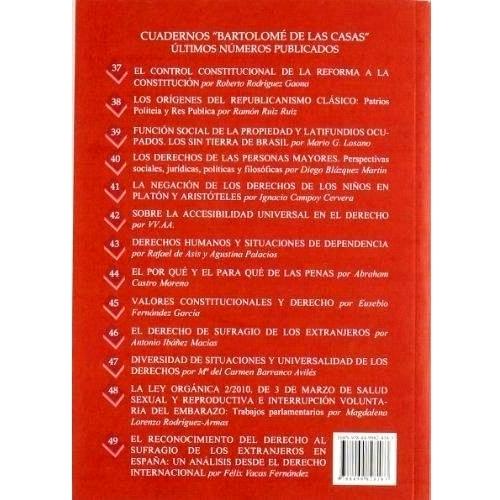 CUADERNOS "BARTOLOMÉ DE LAS CASAS"
ÚLTIMOS NÚMEROS PUBLICADOS
37 EL CONTROL CONSTITUCIONAL DE LA REFORMA A LA
CONSTITUCIÓN por Roberto Rodríguez Gaona
38 LOS ORÍGENES DEL REPUBLICANISMO CLÁSICO: Patrios
Politeia y Res Publica por Ramón Ruiz Ruiz
39 FUNCIÓN SOCIAL DE LA PROPIEDAD Y LATIFUNDIOS OCU-
PADOS. LOS SIN TIERRA DE BRASIL por Mario G. Losano
40 LOS DERECHOS DE LAS PERSONAS MAYORES. Perspectivas
sociales, jurídicas, políticas y filosóficas por Diego Blázquez Martín
41 LA NEGACIÓN DE LOS DERECHOS DE LOS NIÑOS EN
PLATÓN Y ARISTÓTELES por Ignacio Campoy Cervera
42 SOBRE LA ACCESIBILIDAD UNIVERSAL EN EL DERECHO
por VV.AA.
43 DERECHOS HUMANOS Y SITUACIONES DE DEPENDENCIA
por Rafael de Asis y Agustina Palacios
44 EL POR QUÉ Y EL PARA QUÉ DE LAS PENAS por Abraham
Castro Moreno
45 VALORES CONSTITUCIONALES Y DERECHO por Eusebio
Fernández García
46 EL DERECHO DE SUFRAGIO DE LOS EXTRANJEROS por
Antonio Ibáñez Macías
47 DIVERSIDAD DE SITUACIONES Y UNIVERSALIDAD DE LOS
DERECHOS por Mª del Carmen Barranco Avilés
48 LA LEY ORGÁNICA 2/2010, DE 3 DE MARZO DE SALUD
SEXUAL Y REPRODUCTIVA E INTERRUPCIÓN VOLUNTA-
RIA DEL EMBARAZO: Trabajos parlamentarios por Magdalena
Lorenzo Rodríguez-Armas
49 EL RECONOCIMIENTO DEL DERECHO AL
SUFRAGIO DE LOS EXTRANJEROS EN
ESPAÑA: UN ANÁLISIS DESDE EL DERECHO
INTERNACIONAL por Félix Vacas Fernández